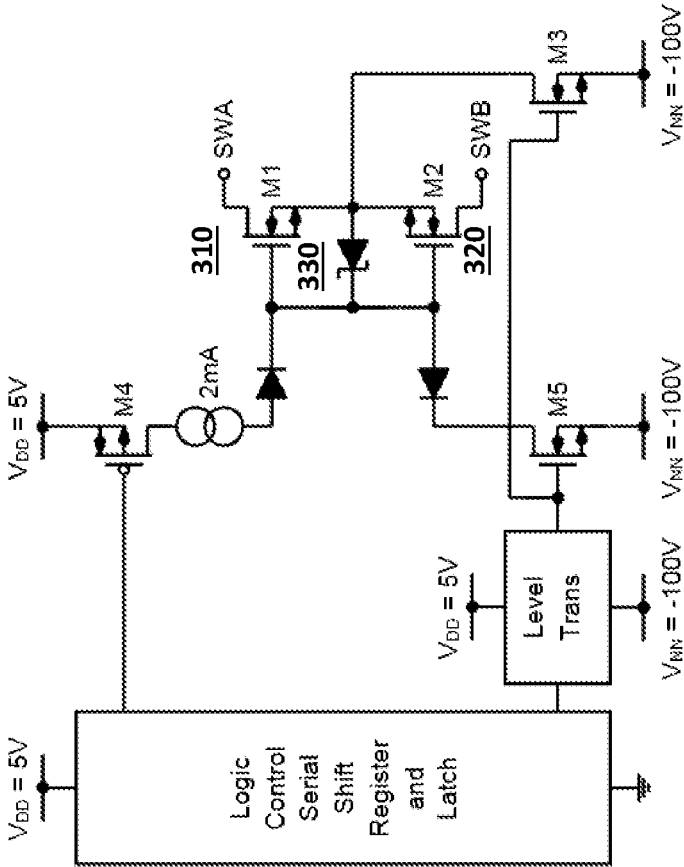 V_DD = 5V
Logic
Control
Serial
Shift
Register
and
Latch
V_DD = 5V
M4
2mA
V_DD = 5V
Level
Trans
V_NN = -100V
M5
V_NN = -100V
310
330
320
SWA
M1
M2
SWB
M3
V_NN = -100V